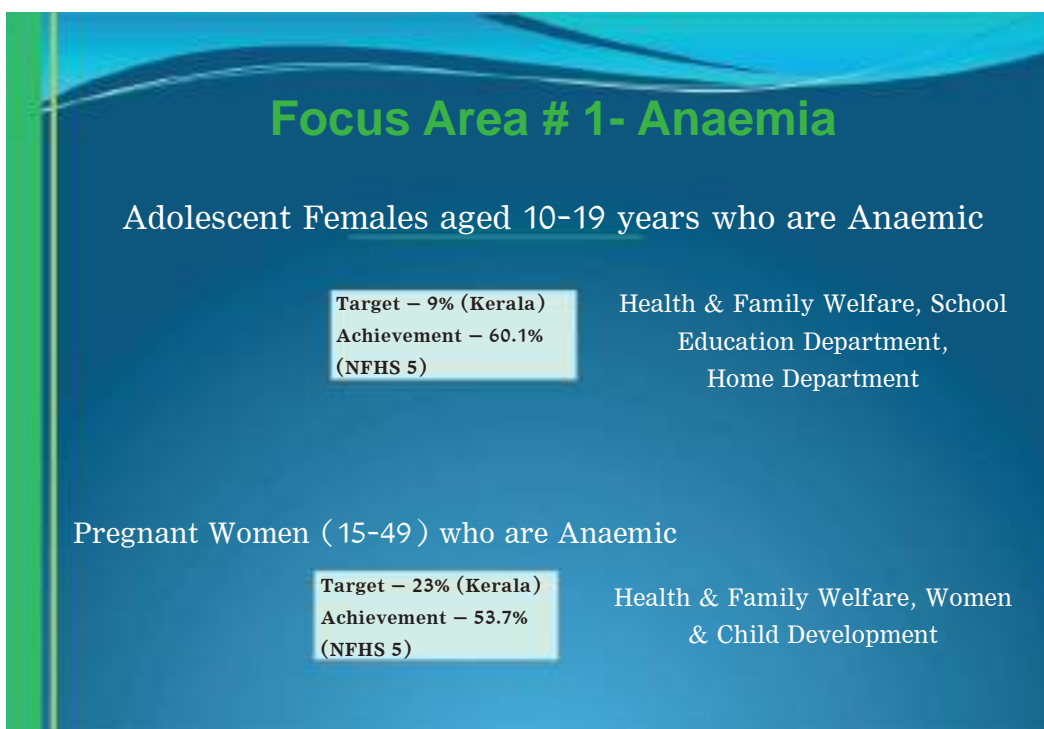 Focus Area # 1- Anaemia
Adolescent Females aged 10-19 years who are Anaemic
Target – 9% (Kerala)
Achievement – 60.1%
(NFHS 5)
Health & Family Welfare, School
Education Department,
Home Department
Pregnant Women (15-49) who are Anaemic
Target – 23% (Kerala)
Achievement – 53.7%
(NFHS 5)
Health & Family Welfare, Women
& Child Development